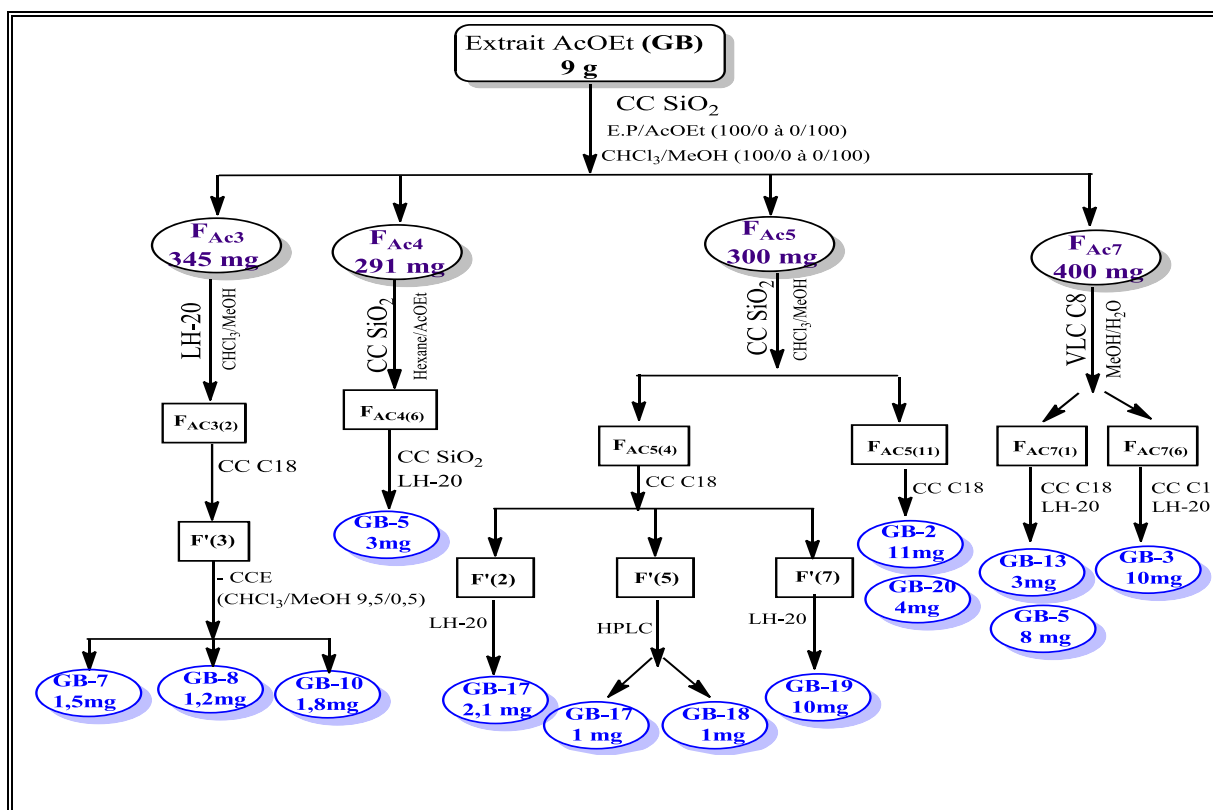 Extrait AcOEt (GB)
9 g
CC SiO2
E.P/AcOEt (100/0 à 0/100)
CHCl3/MeOH (100/0 à 0/100)
FAc3
345 mg
FAc4
291 mg
FAc5
300 mg
FAc7
400 mg
LH-20
CHCl3/MeOH
CC SiO2
Hexane/AcOEt
CC SiO2
CHCl3/MeOH
VLC C8
MeOH/H2O
FAC3(2)
FAC4(6)
FAC5(4)
FAC5(11)
FAC7(1)
FAC7(6)
CC C18
CC SiO2
LH-20
CC C18
CC C18
CC C18
LH-20
CC C1
LH-20
F'(3)
GB-5
3mg
GB-2
11mg
GB-20
4mg
GB-13
3mg
GB-5
8 mg
GB-3
10mg
- CCE
(CHCl3/MeOH 9,5/0,5)
F'(2)
F'(5)
F'(7)
LH-20
HPLC
LH-20
GB-7
1,5mg
GB-8
1,2mg
GB-10
1,8mg
GB-17
2,1 mg
GB-17
1 mg
GB-18
1mg
GB-19
10mg